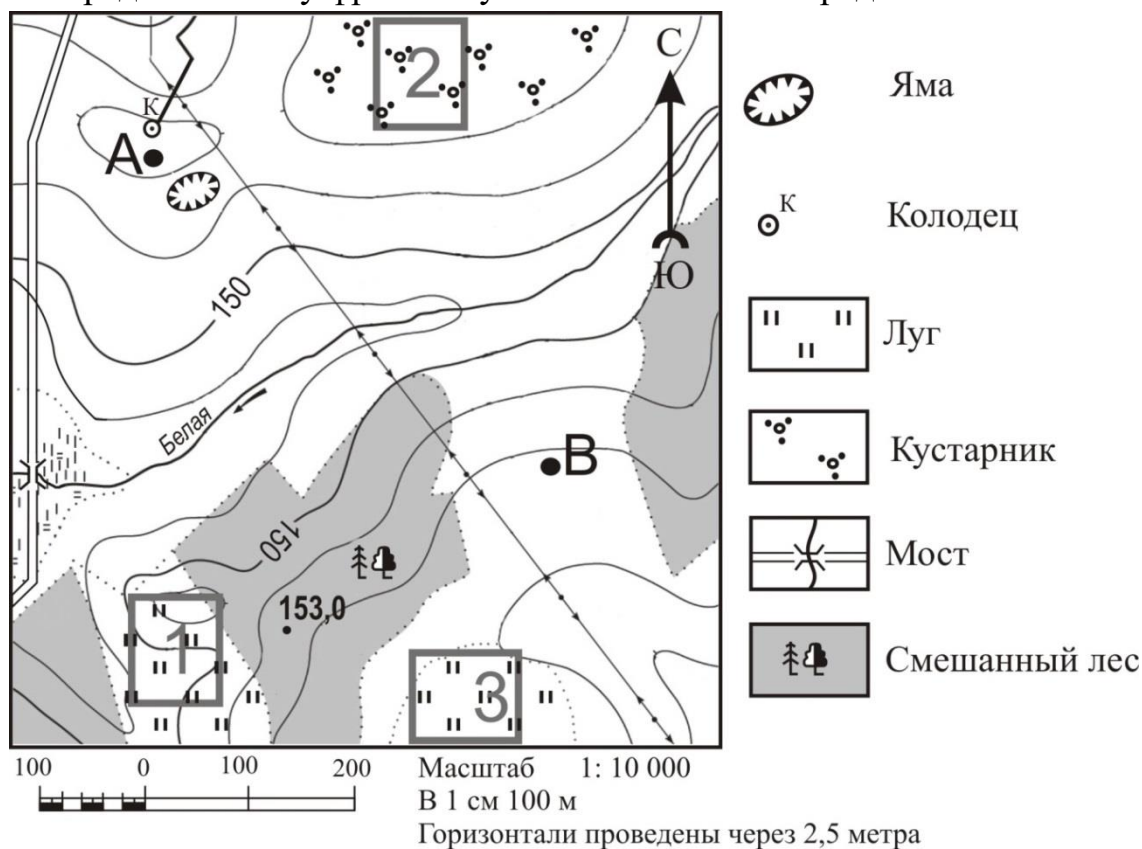 С
Яма
2
К
А
К
Колодец
Ю
150
Луг
Белая
Кустарник
В
150
Мост
153,0
1
3
Смешанный лес
100 0 100 200
Масштаб 1: 10 000
В 1 см 100 м
Горизонтали проведены через 2,5 метра